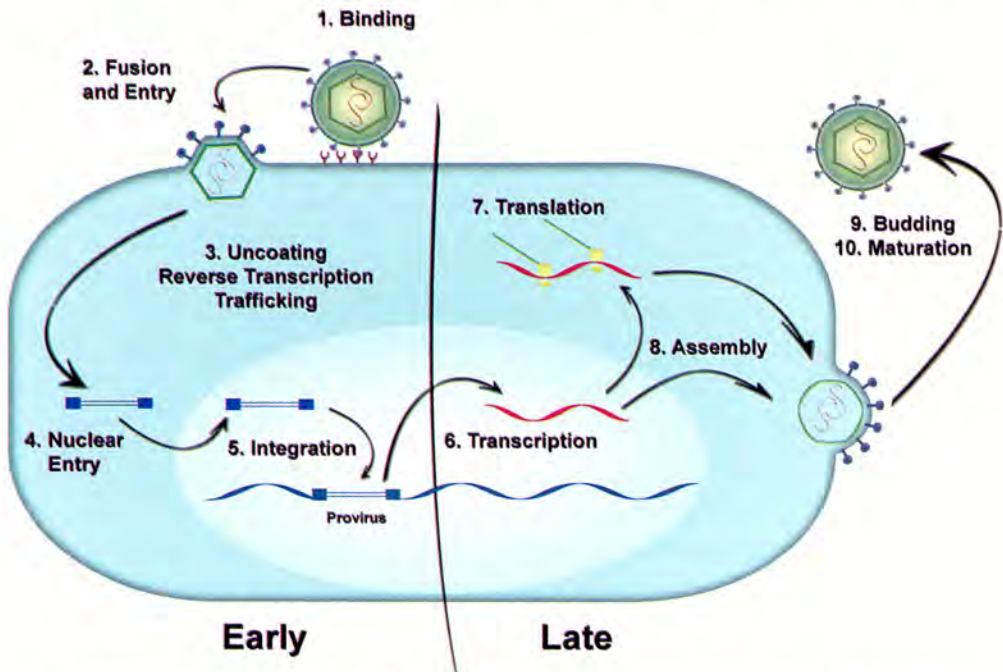 1. Binding
2. Fusion
and Entry
3. Uncoating
Reverse Transcription
Trafficking
4. Nuclear
Entry
5. Integration
Provirus
6. Transcription
7. Translation
8. Assembly
9. Budding
10. Maturation
Early
Late